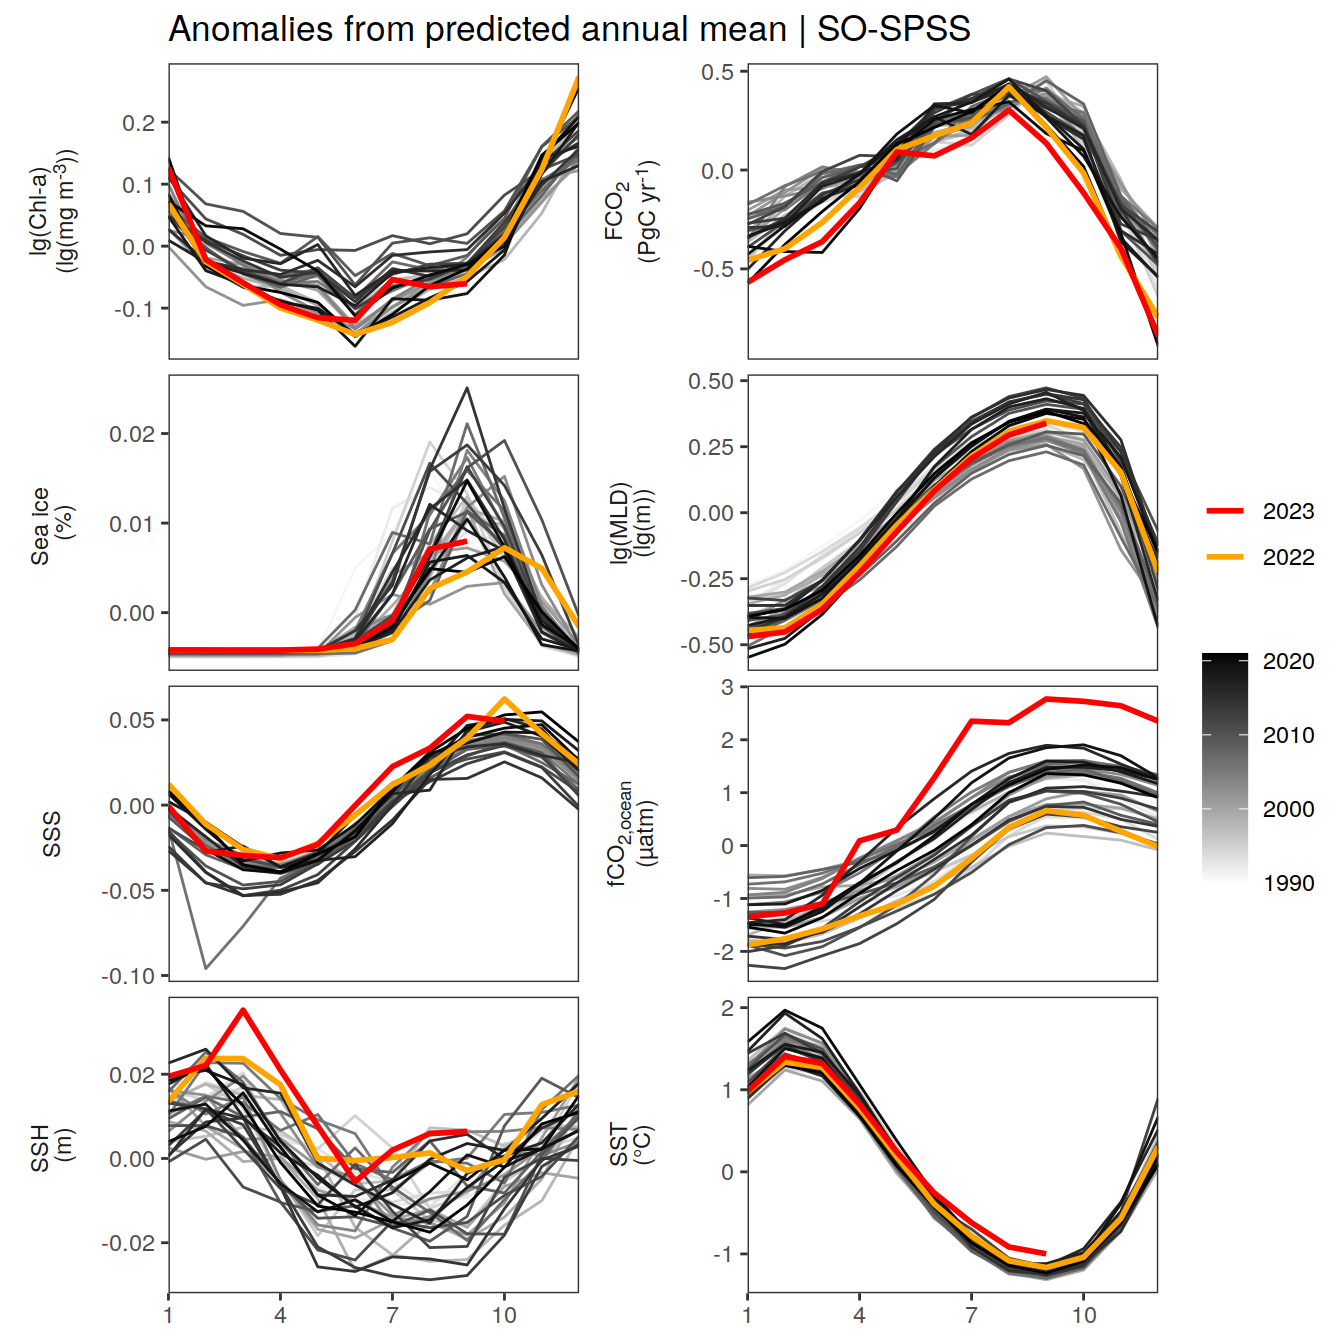 Anomalies from predicted annual mean | SO-SPSS
lg(Chl-a)
(lg(mg m⁻³))
0.2
0.1
0.0
-0.1
FCO₂
(PgC yr⁻¹)
0.5
0.0
-0.5
Sea ice
(%)
0.02
0.01
0.00
lg(MLD)
(lg(m))
0.50
0.25
0.00
-0.25
-0.50
SSS
0.05
0.00
-0.05
-0.10
fCO₂,ocean
(µatm)
3
2
1
0
-1
-2
SSH
(m)
0.02
0.00
-0.02
1 4 7 10
SST
(°C)
2
1
0
-1
1 4 7 10
2023
2022
2020
2010
2000
1990